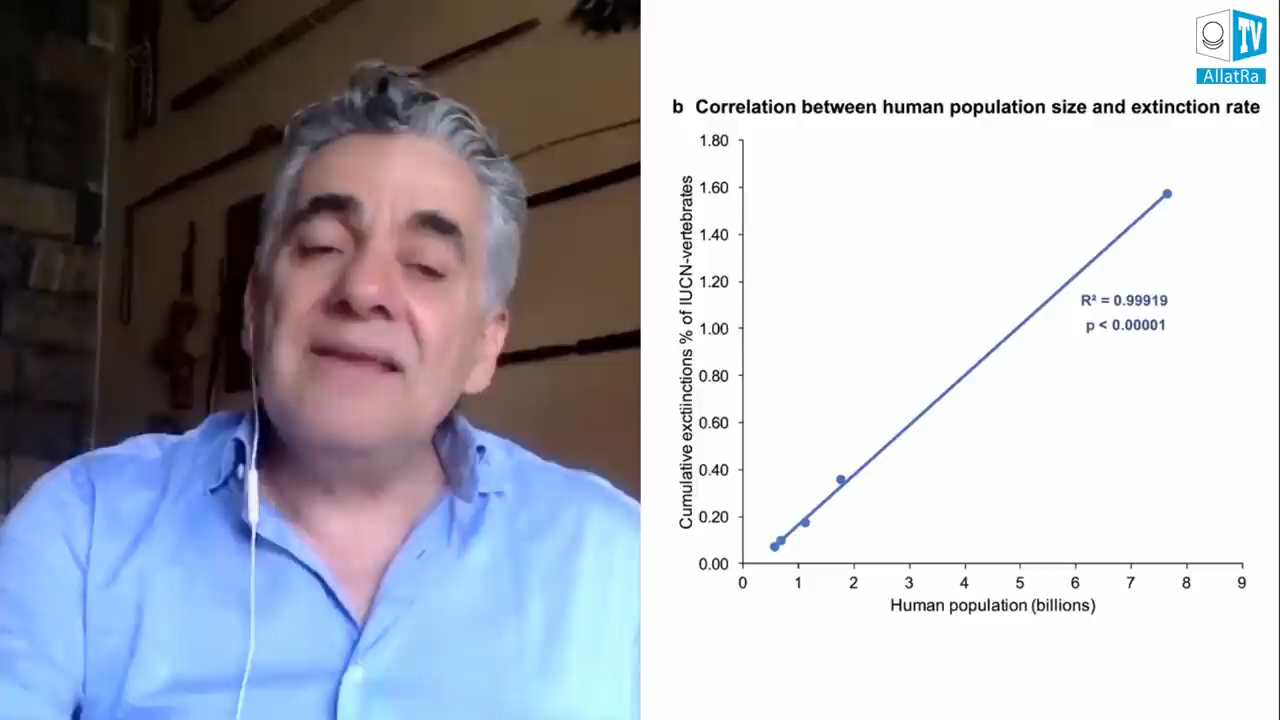 TV
AllatRa
b Correlation between human population size and extinction rate
1.80
1.60
1.40
1.20
1.00
0.80
0.60
0.40
0.20
0.00
Cumulative exctiinctions % of IUCN-vertebrates
R² = 0.99919
p < 0.00001
0 1 2 3 4 5 6 7 8 9
Human population (billions)